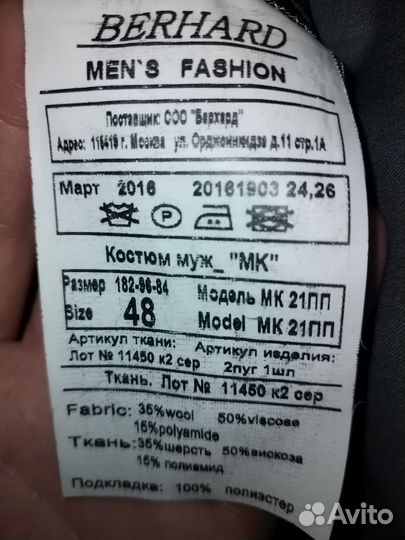 BERHARD
MEN`S FASHION
Поставщик: ООО "Берхард"
Адрес: 115419 г. Москва ул. Орджоникидзе д.11 стр.1А
Март 2016 20161903 24,26
P
Костюм муж_ "МК"
Размер 182-96-84 Модель МК 21ПП
Size 48 Model МК 21ПП
Артикул ткани: Артикул изделия:
Лот № 11450 к2 сер 2пуг 1шл
Ткань. Лот № 11450 к2 сер
Fabric: 35%wool 50%viscose
15%polyamide
Ткань:35%шерсть 50%вискоза
15% полиамид
Подкладка: 100% полиэстер
Avito